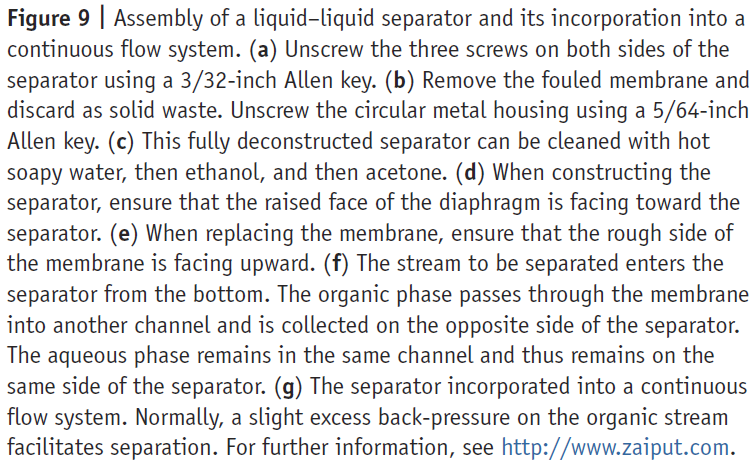 Figure 9 | Assembly of a liquid–liquid separator and its incorporation into a
continuous flow system. (a) Unscrew the three screws on both sides of the
separator using a 3/32-inch Allen key. (b) Remove the fouled membrane and
discard as solid waste. Unscrew the circular metal housing using a 5/64-inch
Allen key. (c) This fully deconstructed separator can be cleaned with hot
soapy water, then ethanol, and then acetone. (d) When constructing the
separator, ensure that the raised face of the diaphragm is facing toward the
separator. (e) When replacing the membrane, ensure that the rough side of
the membrane is facing upward. (f) The stream to be separated enters the
separator from the bottom. The organic phase passes through the membrane
into another channel and is collected on the opposite side of the separator.
The aqueous phase remains in the same channel and thus remains on the
same side of the separator. (g) The separator incorporated into a continuous
flow system. Normally, a slight excess back-pressure on the organic stream
facilitates separation. For further information, see http://www.zaiput.com.